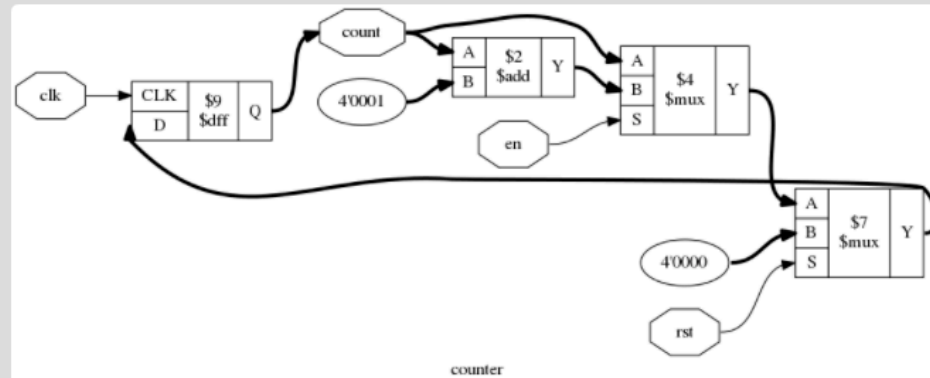 clk
CLK
D
$9
$dff
Q
count
4'0001
A
B
$2
$add
Y
en
A
B
S
$4
$mux
Y
4'0000
rst
A
B
S
$7
$mux
Y
counter